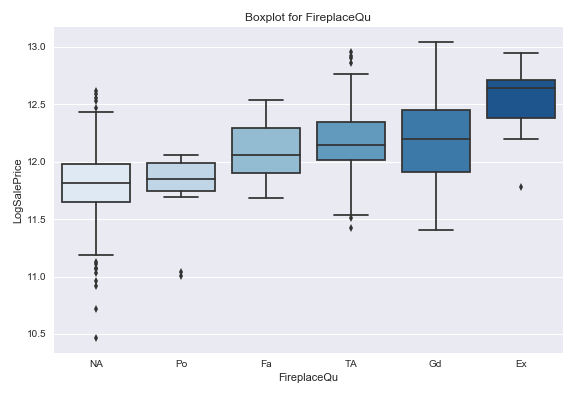 Boxplot for FireplaceQu
13.0
12.5
12.0
11.5
11.0
10.5
LogSalePrice
NA Po Fa TA Gd Ex
FireplaceQu